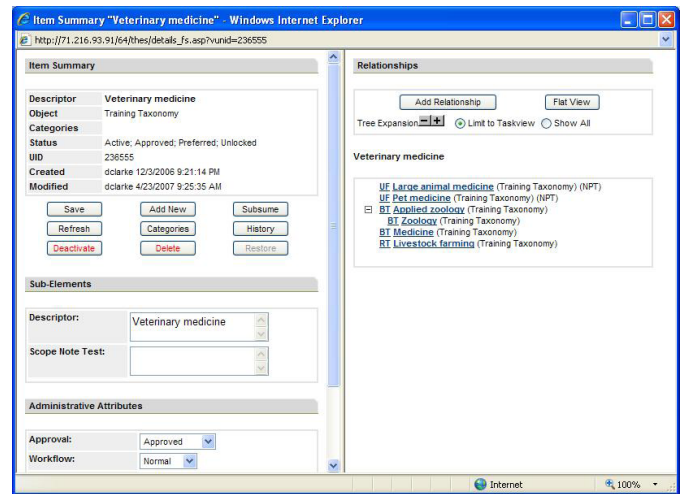 Item Summary "Veterinary medicine" - Windows Internet Explorer
http://71.216.93.91/64/thes/details_fs.asp?vunid=236555
Item Summary
Descriptor Veterinary medicine
Object Training Taxonomy
Categories
Status Active; Approved; Preferred; Unlocked
UID 236555
Created dclarke 12/3/2006 9:21:14 PM
Modified dclarke 4/23/2007 9:25:35 AM
Save Add New Subsume
Refresh Categories History
Deactivate Delete Restore
Sub-Elements
Descriptor: Veterinary medicine
Scope Note Test:
Administrative Attributes
Approval: Approved
Workflow: Normal
Relationships
Add Relationship Flat View
Tree Expansion - + Limit to Taskview Show All
Veterinary medicine
UF Large animal medicine (Training Taxonomy) (NPT)
UF Pet medicine (Training Taxonomy) (NPT)
BT Applied zoology (Training Taxonomy)
BT Zoology (Training Taxonomy)
BT Medicine (Training Taxonomy)
RT Livestock farming (Training Taxonomy)
Internet 100%